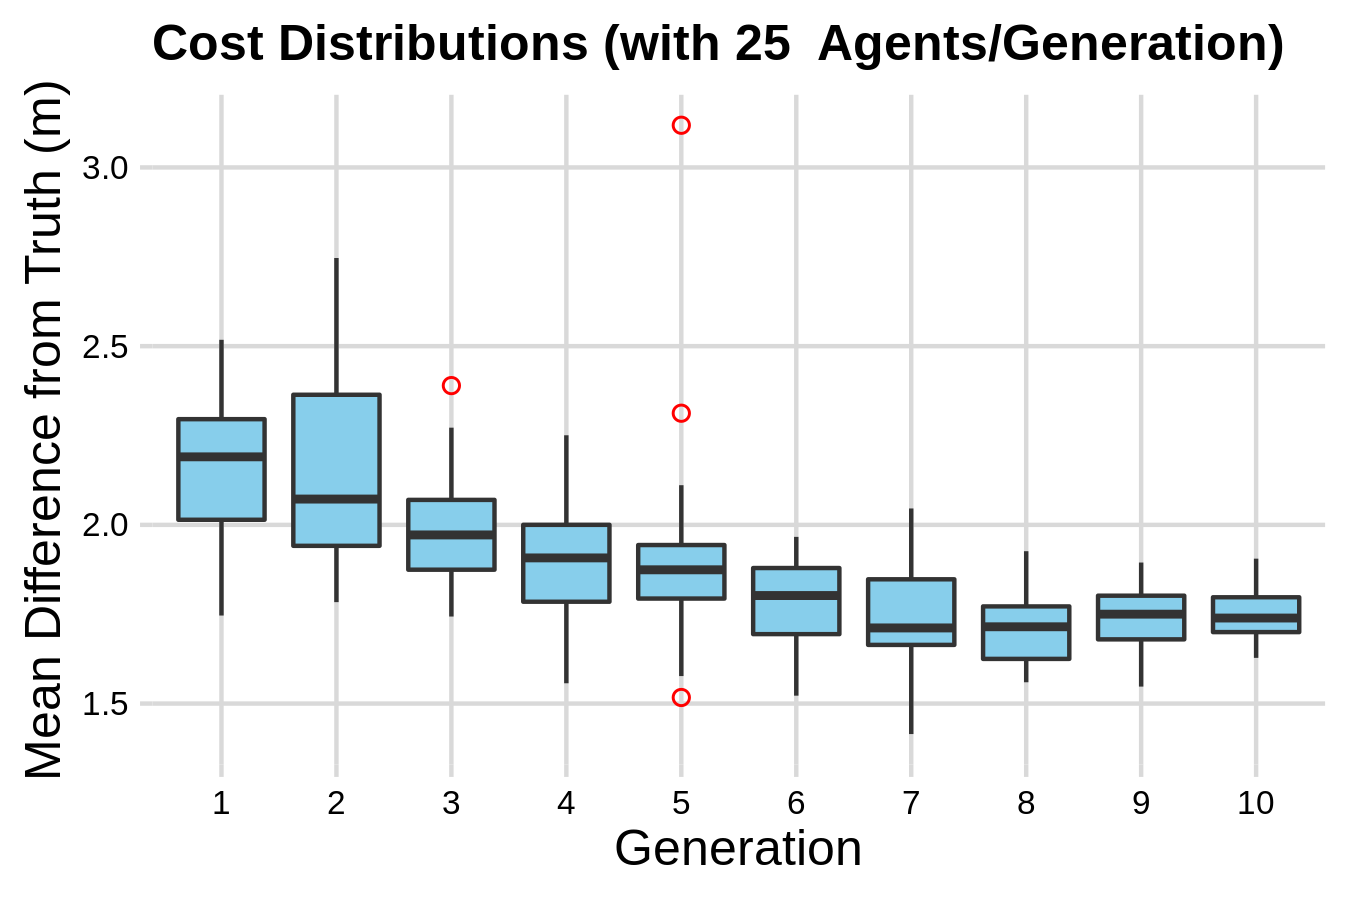 Cost Distributions (with 25  Agents/Generation)
Mean Difference from Truth (m)
3.0
2.5
2.0
1.5
1 2 3 4 5 6 7 8 9 10
Generation